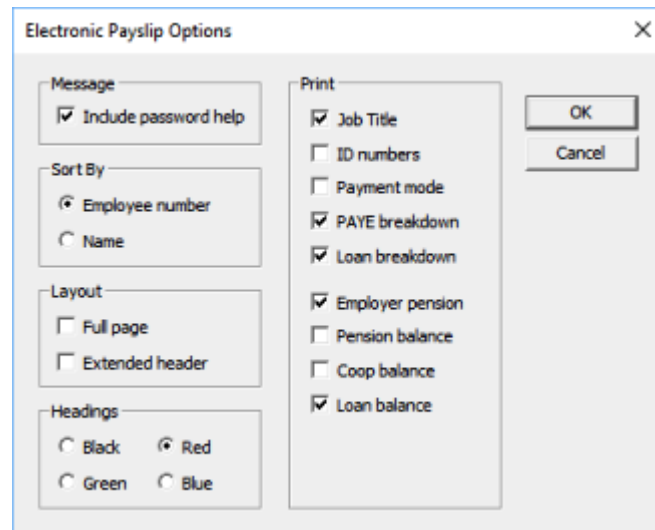 Electronic Payslip Options
Message
Include password help
Sort By
Employee number
Name
Layout
Full page
Extended header
Headings
Black Red
Green Blue
Print
Job Title
ID numbers
Payment mode
PAYE breakdown
Loan breakdown
Employer pension
Pension balance
Coop balance
Loan balance
OK
Cancel